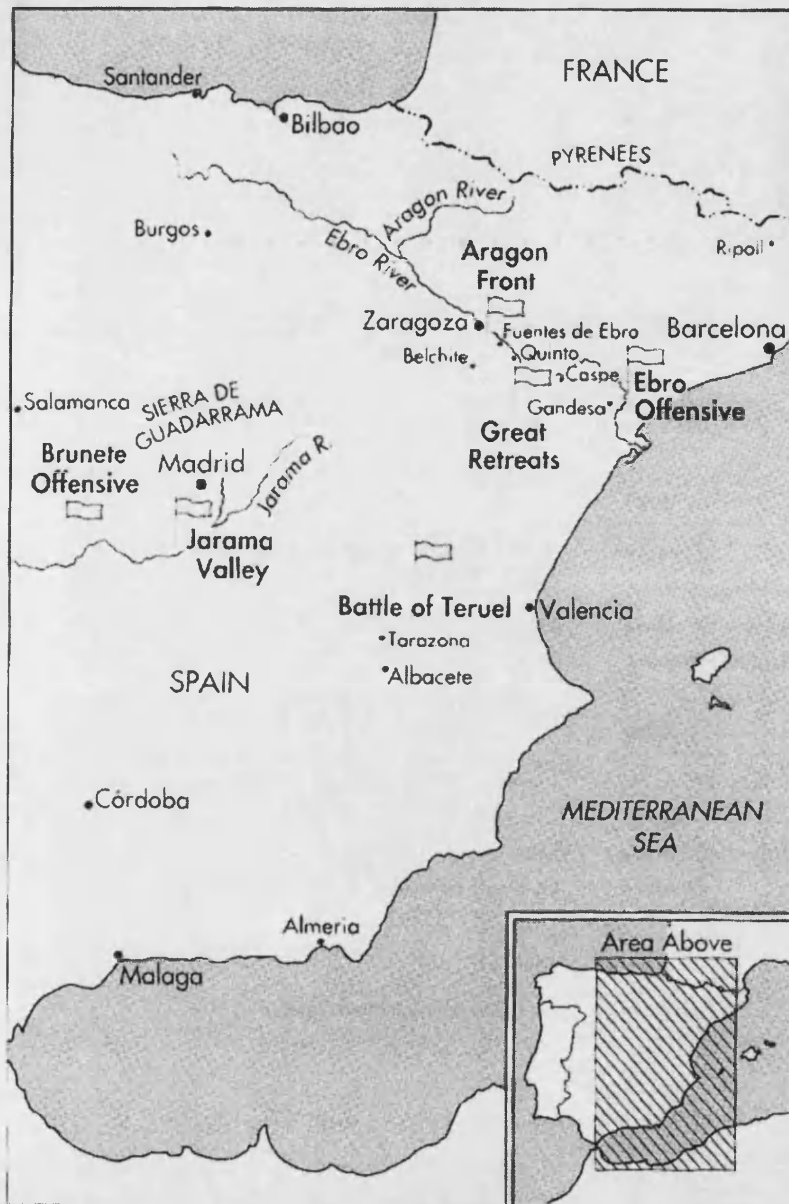 Santander
FRANCE
Bilbao
PYRENEES
Aragon River
Burgos
Ebro River
Ripoll
Aragon
Front
Zaragoza
Fuentes de Ebro
Barcelona
Belchite
Quinto
Caspe
Ebro
Offensive
Salamanca
SIERRA DE
GUADARRAMA
Gandesa
Great
Retreats
Brunete
Offensive
Madrid
Jarama R.
Jarama
Valley
Battle of Teruel
Valencia
Tarazona
Albacete
SPAIN
Córdoba
MEDITERRANEAN
SEA
Almeria
Malaga
Area Above